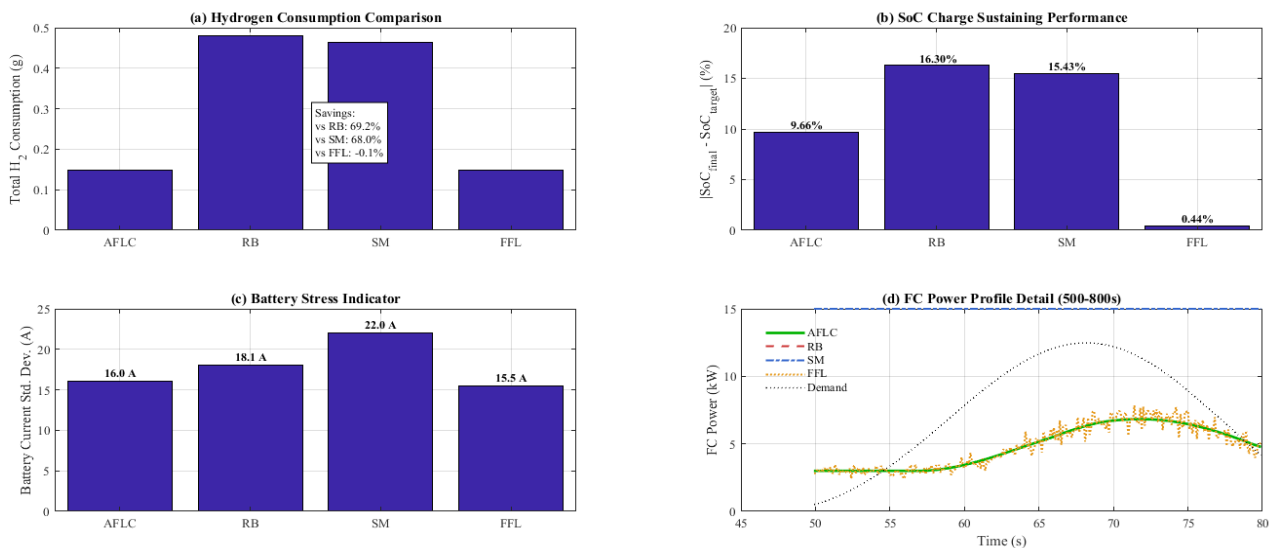 (a) Hydrogen Consumption Comparison
Total H2 Consumption (g)
0.5
0.4
0.3
0.2
0.1
0
Savings:
vs RB: 69.2%
vs SM: 68.0%
vs FFL: -0.1%
AFLC RB SM FFL
(b) SoC Charge Sustaining Performance
|SoCfinal - SoCtarget| (%)
20
15
10
5
0
9.66%
16.30%
15.43%
0.44%
AFLC RB SM FFL
(c) Battery Stress Indicator
Battery Current Std. Dev. (A)
25
20
15
10
5
0
16.0 A
18.1 A
22.0 A
15.5 A
AFLC RB SM FFL
(d) FC Power Profile Detail (500-800s)
FC Power (kW)
15
10
5
0
AFLC
RB
SM
FFL
Demand
45 50 55 60 65 70 75 80
Time (s)